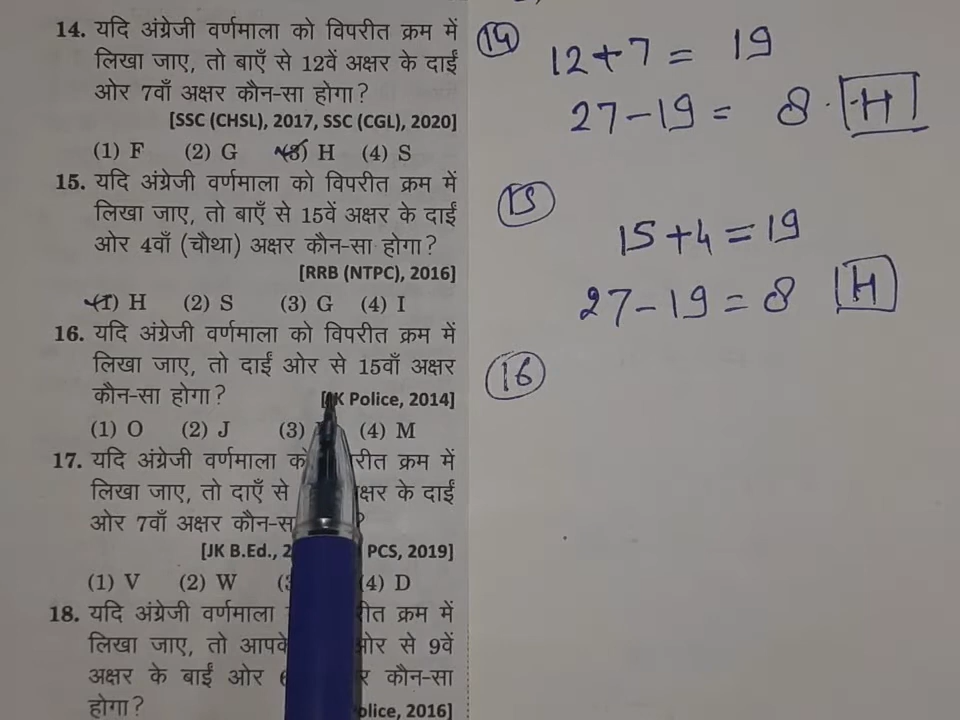 14. यदि अंग्रेजी वर्णमाला को विपरीत क्रम में
लिखा जाए, तो बाएँ से 12वें अक्षर के दाईं
ओर 7वाँ अक्षर कौन-सा होगा?
[SSC (CHSL), 2017, SSC (CGL), 2020]
(1) F (2) G (3) H (4) S
15. यदि अंग्रेजी वर्णमाला को विपरीत क्रम में
लिखा जाए, तो बाएँ से 15वें अक्षर के दाईं
ओर 4वाँ (चौथा) अक्षर कौन-सा होगा?
[RRB (NTPC), 2016]
(1) H (2) S (3) G (4) I
16. यदि अंग्रेजी वर्णमाला को विपरीत क्रम में
लिखा जाए, तो दाईं ओर से 15वाँ अक्षर
कौन-सा होगा?
[JK Police, 2014]
(1) O (2) J (3) (4) M
17. यदि अंग्रेजी वर्णमाला को विपरीत क्रम में
लिखा जाए, तो दाएँ से अक्षर के दाईं
ओर 7वाँ अक्षर कौन-सा ?
[JK B.Ed., PCS, 2019]
(1) V (2) W (4) D
18. यदि अंग्रेजी वर्णमाला क्रम में
लिखा जाए, तो ओर से 9वें
अक्षर के बाईं ओर कौन-सा
होगा?
2016]
14
12+7 = 19
27-19 = 8. H
15
15+4=19
27-19=8 H
16